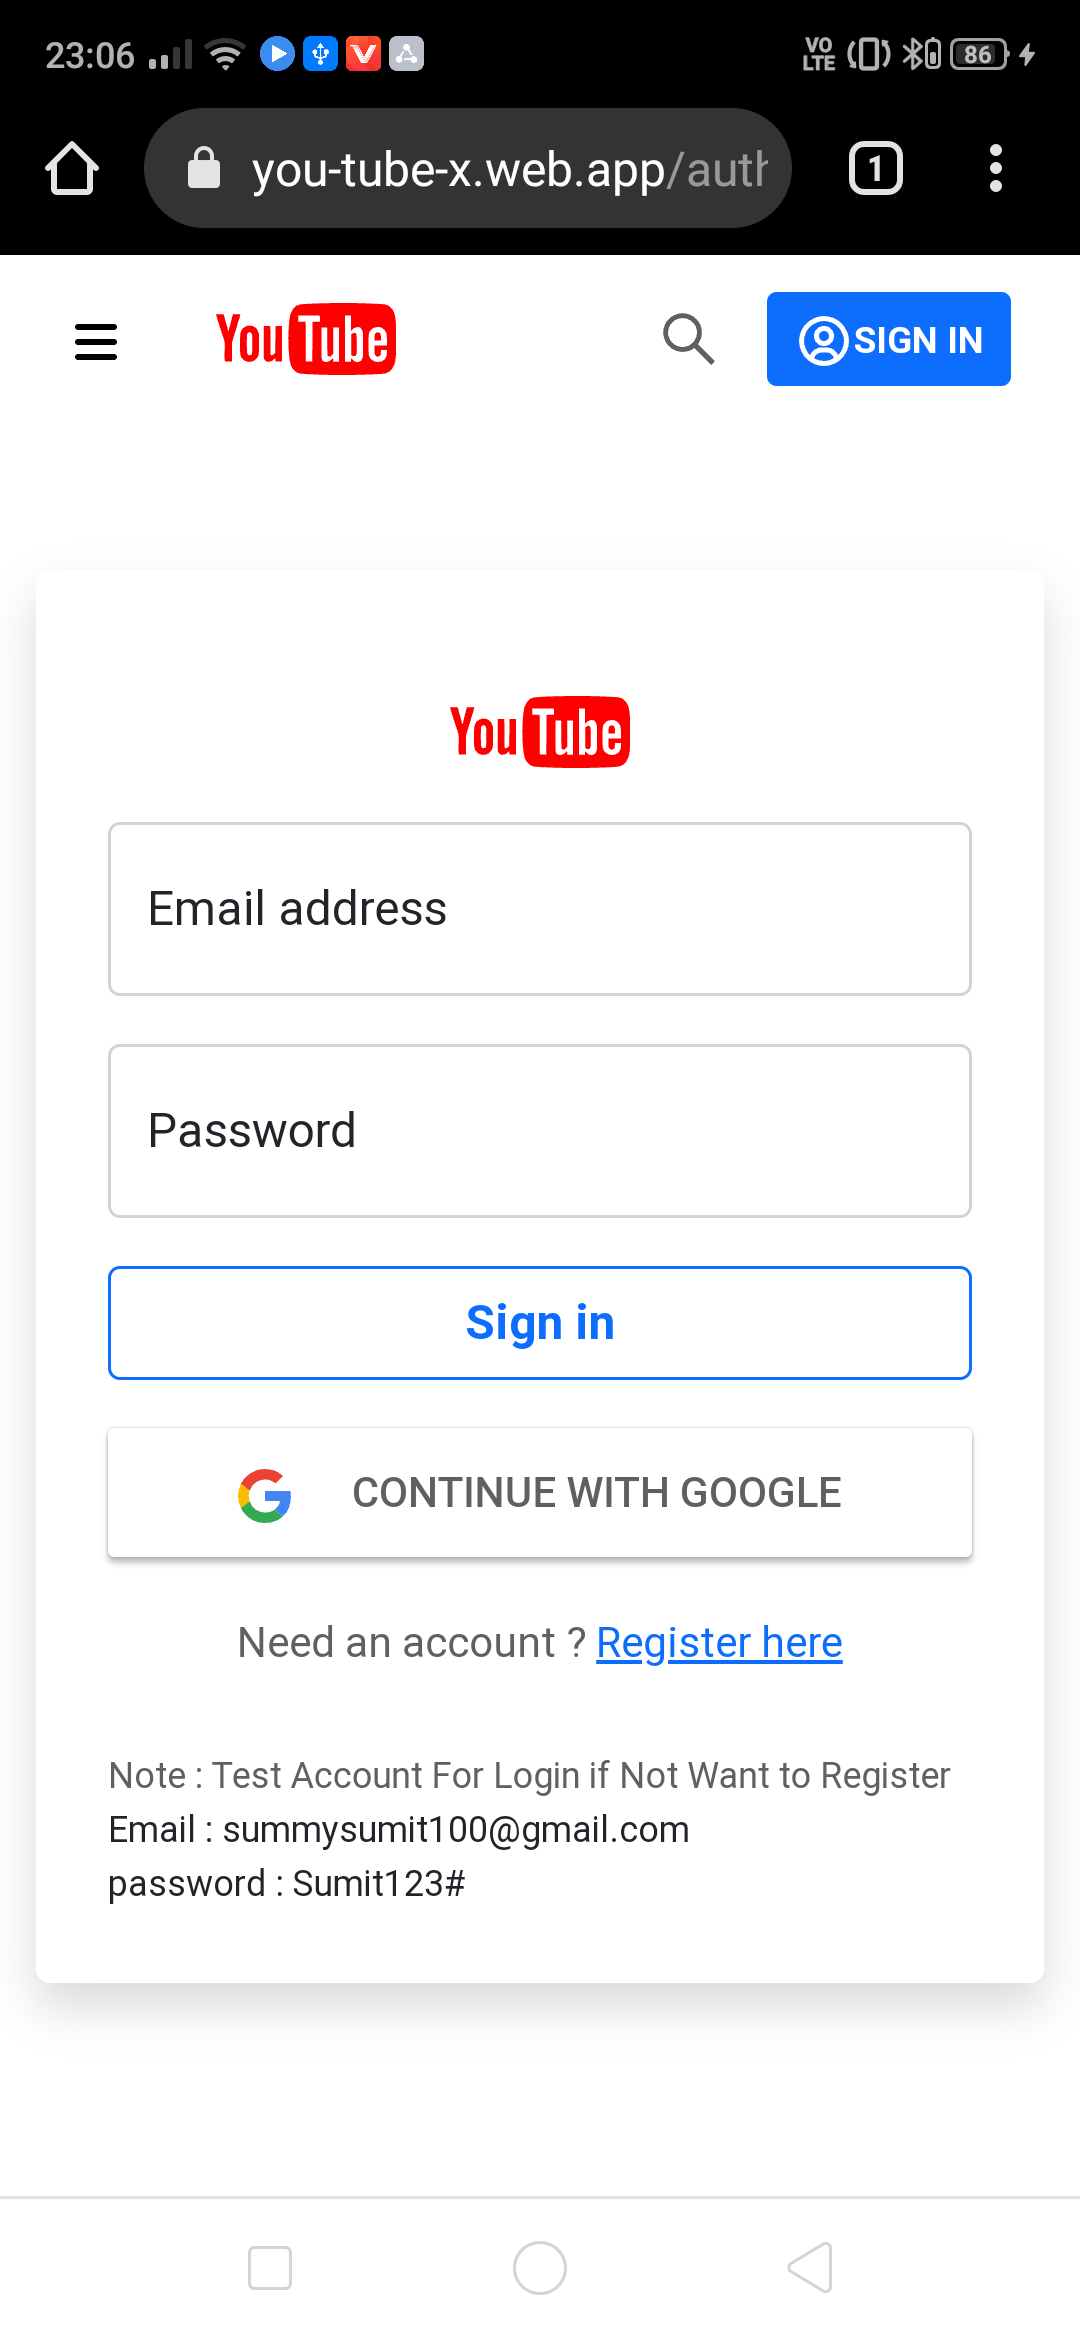 23:06 VO LTE 86
you-tube-x.web.app/auth
1
YouTube SIGN IN
YouTube
Email address
Password
Sign in
CONTINUE WITH GOOGLE
Need an account ? Register here
Note : Test Account For Login if Not Want to Register
Email : summysumit100@gmail.com
password : Sumit123#